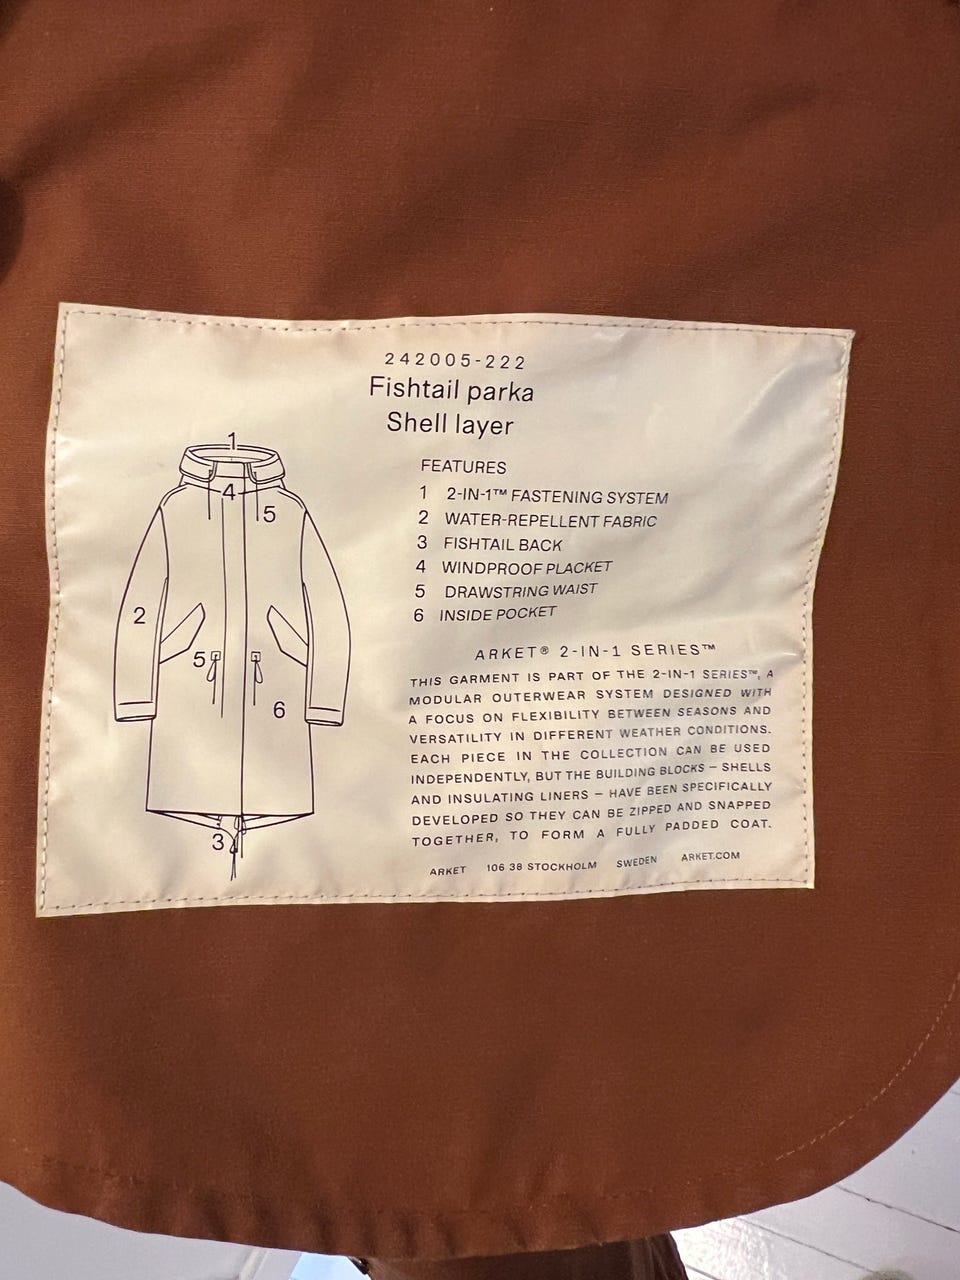 242005-222
Fishtail parka
Shell layer
FEATURES
1 2-IN-1™ FASTENING SYSTEM
2 WATER-REPELLENT FABRIC
3 FISHTAIL BACK
4 WINDPROOF PLACKET
5 DRAWSTRING WAIST
6 INSIDE POCKET
1
4
5
2
5
6
3
ARKET® 2-IN-1 SERIES™
THIS GARMENT IS PART OF THE 2-IN-1 SERIES™, A
MODULAR OUTERWEAR SYSTEM DESIGNED WITH
A FOCUS ON FLEXIBILITY BETWEEN SEASONS AND
VERSATILITY IN DIFFERENT WEATHER CONDITIONS.
EACH PIECE IN THE COLLECTION CAN BE USED
INDEPENDENTLY, BUT THE BUILDING BLOCKS – SHELLS
AND INSULATING LINERS – HAVE BEEN SPECIFICALLY
DEVELOPED SO THEY CAN BE ZIPPED AND SNAPPED
TOGETHER, TO FORM A FULLY PADDED COAT.
ARKET 106 38 STOCKHOLM SWEDEN ARKET.COM